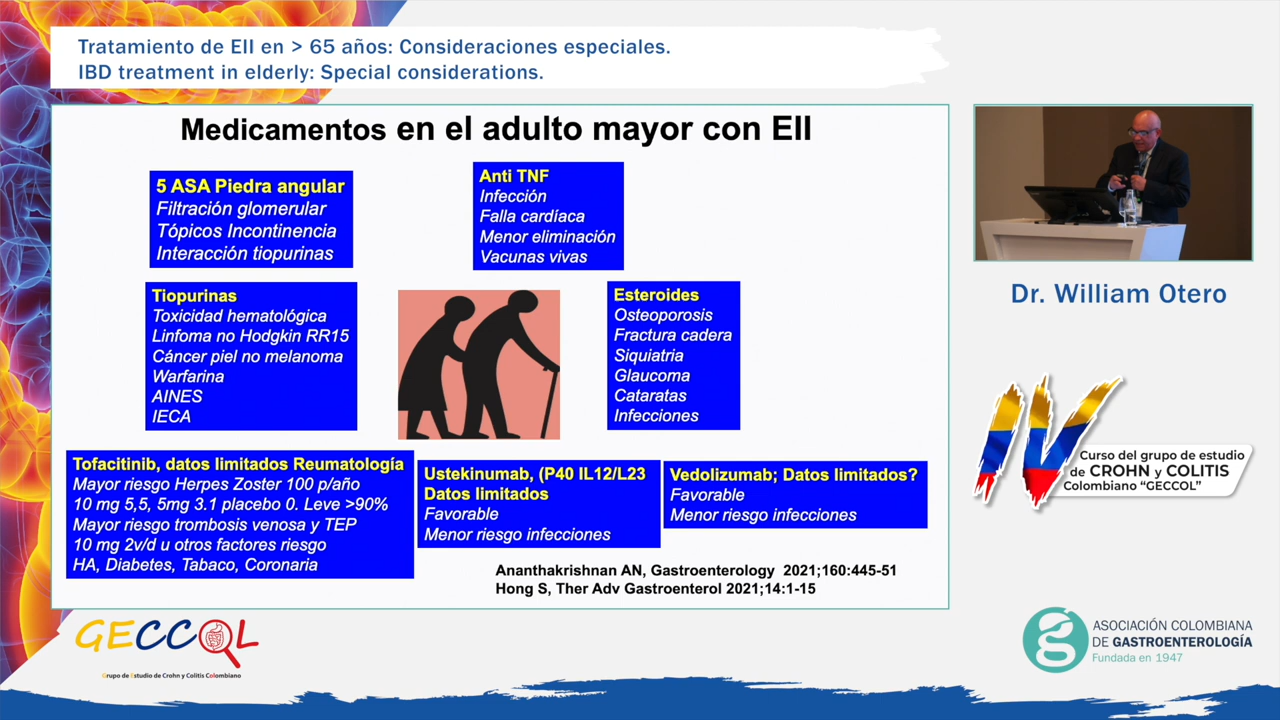 Tratamiento de EII en > 65 años: Consideraciones especiales.
IBD treatment in elderly: Special considerations.
Medicamentos en el adulto mayor con EII
5 ASA Piedra angular
Filtración glomerular
Tópicos Incontinencia
Interacción tiopurinas
Anti TNF
Infección
Falla cardíaca
Menor eliminación
Vacunas vivas
Tiopurinas
Toxicidad hematológica
Linfoma no Hodgkin RR15
Cáncer piel no melanoma
Warfarina
AINES
IECA
Esteroides
Osteoporosis
Fractura cadera
Siquiatria
Glaucoma
Cataratas
Infecciones
Tofacitinib, datos limitados Reumatología
Mayor riesgo Herpes Zoster 100 p/año
10 mg 5,5, 5mg 3.1 placebo 0. Leve >90%
Mayor riesgo trombosis venosa y TEP
10 mg 2v/d u otros factores riesgo
HA, Diabetes, Tabaco, Coronaria
Ustekinumab, (P40 IL12/L23
Datos limitados
Favorable
Menor riesgo infecciones
Vedolizumab; Datos limitados?
Favorable
Menor riesgo infecciones
Ananthakrishnan AN, Gastroenterology 2021;160:445-51
Hong S, Ther Adv Gastroenterol 2021;14:1-15
Dr. William Otero
IV
Curso del grupo de estudio
de CROHN y COLITIS
Colombiano "GECCOL"
GECCOL
Grupo de Estudio de Crohn y Colitis Colombiano
ASOCIACIÓN COLOMBIANA
DE GASTROENTEROLOGÍA
Fundada en 1947